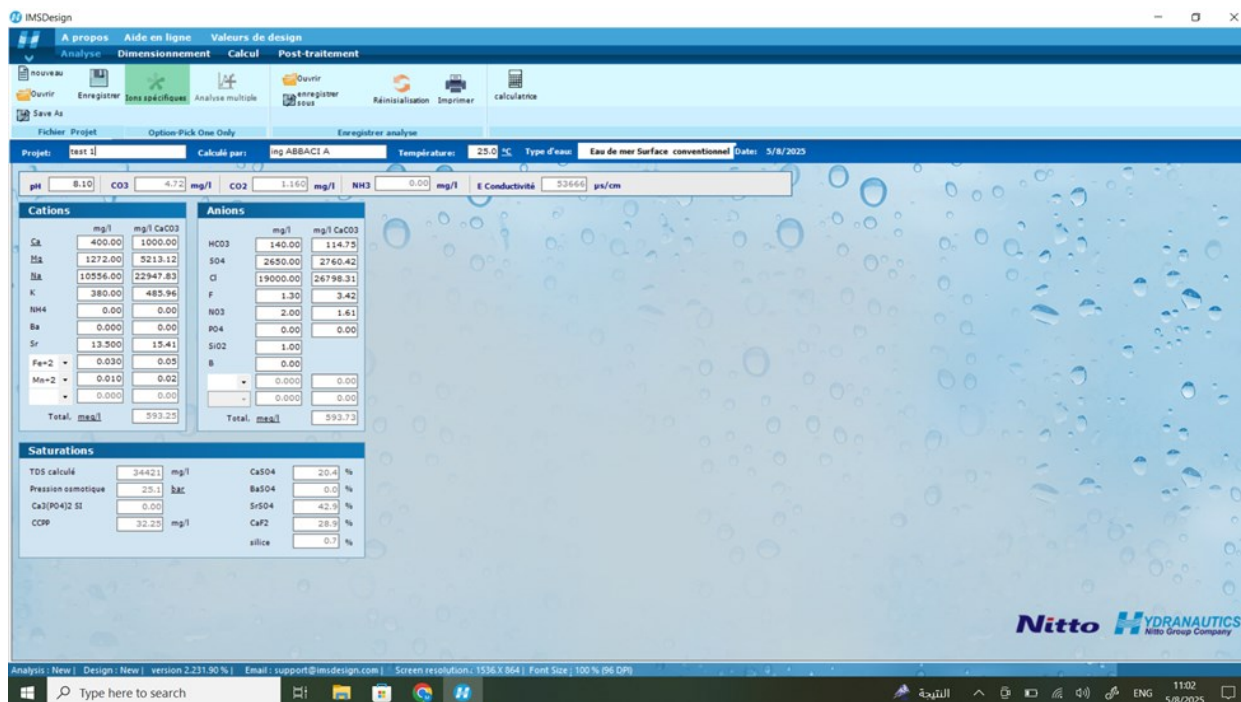 IMSDesign
A propos Aide en ligne Valeurs de design
Analyse Dimensionnement Calcul Post-traitement
nouveau
Ouvrir
Save As
Enregistrer Ions spécifiques Analyse multiple
Ouvrir
enregistrer sous
Réinisialisation Imprimer calculatrice
Fichier Projet Option-Pick One Only Enregistrer analyse
Projet: test 1 Calculé par: ing ABBACI A Température: 25.0 °C Type d'eau: Eau de mer Surface conventionnel Date: 5/8/2025
pH 8.10 CO3 4.72 mg/l CO2 1.160 mg/l NH3 0.00 mg/l E Conductivité 53666 µs/cm
Cations
mg/l mg/l CaCO3
Ca 400.00 1000.00
Mg 1272.00 5213.12
Na 10556.00 22947.83
K 380.00 485.96
NH4 0.00 0.00
Ba 0.000 0.00
Sr 13.500 15.41
Fe+2 0.030 0.05
Mn+2 0.010 0.02
0.000 0.00
Total, meq/l 593.25
Anions
mg/l mg/l CaCO3
HCO3 140.00 114.75
SO4 2650.00 2760.42
Cl 19000.00 26798.31
F 1.30 3.42
NO3 2.00 1.61
PO4 0.00 0.00
SiO2 1.00
B 0.00
0.000 0.00
0.000 0.00
Total, meq/l 593.73
Saturations
TDS calculé 34421 mg/l CaSO4 20.4 %
Pression osmotique 25.1 bar BaSO4 0.0 %
Ca3(PO4)2 SI 0.00 SrSO4 42.9 %
CCPP 32.25 mg/l CaF2 28.9 %
silice 0.7 %
Nitto HYDRANAUTICS
Nitto Group Company
Analysis : New | Design : New | version 2.231.90 % | Email : support@imsdesign.com | Screen resolution : 1536 X 864 | Font Size : 100 % (96 DPI)
Type here to search النتيجة ENG 11:02
5/8/2025